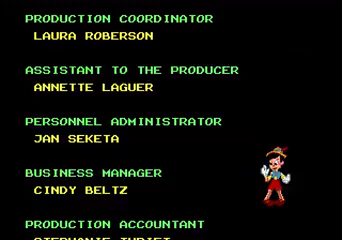 PRODUCTION COORDINATOR
LAURA ROBERSON
ASSISTANT TO THE PRODUCER
ANNETTE LAGUER
PERSONNEL ADMINISTRATOR
JAN SEKETA
BUSINESS MANAGER
CINDY BELTZ
PRODUCTION ACCOUNTANT
STEPHANIE